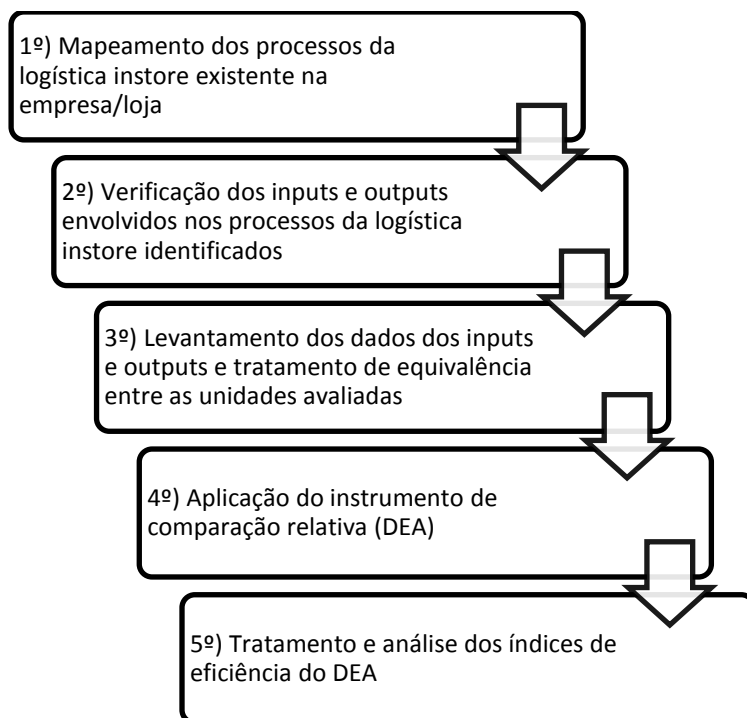 1º) Mapeamento dos processos da
logística instore existente na
empresa/loja
2º) Verificação dos inputs e outputs
envolvidos nos processos da logística
instore identificados
3º) Levantamento dos dados dos inputs
e outputs e tratamento de equivalência
entre as unidades avaliadas
4º) Aplicação do instrumento de
comparação relativa (DEA)
5º) Tratamento e análise dos índices de
eficiência do DEA